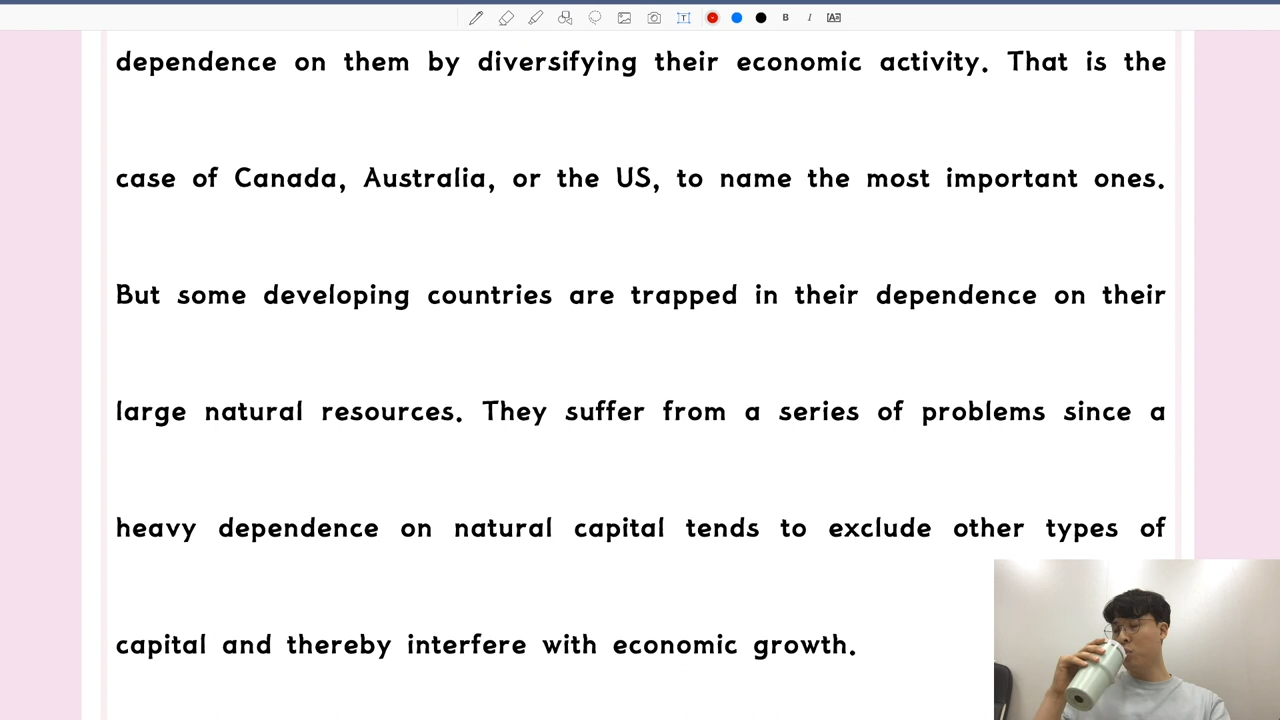 dependence on them by diversifying their economic activity. That is the
case of Canada, Australia, or the US, to name the most important ones.
But some developing countries are trapped in their dependence on their
large natural resources. They suffer from a series of problems since a
heavy dependence on natural capital tends to exclude other types of
capital and thereby interfere with economic growth.